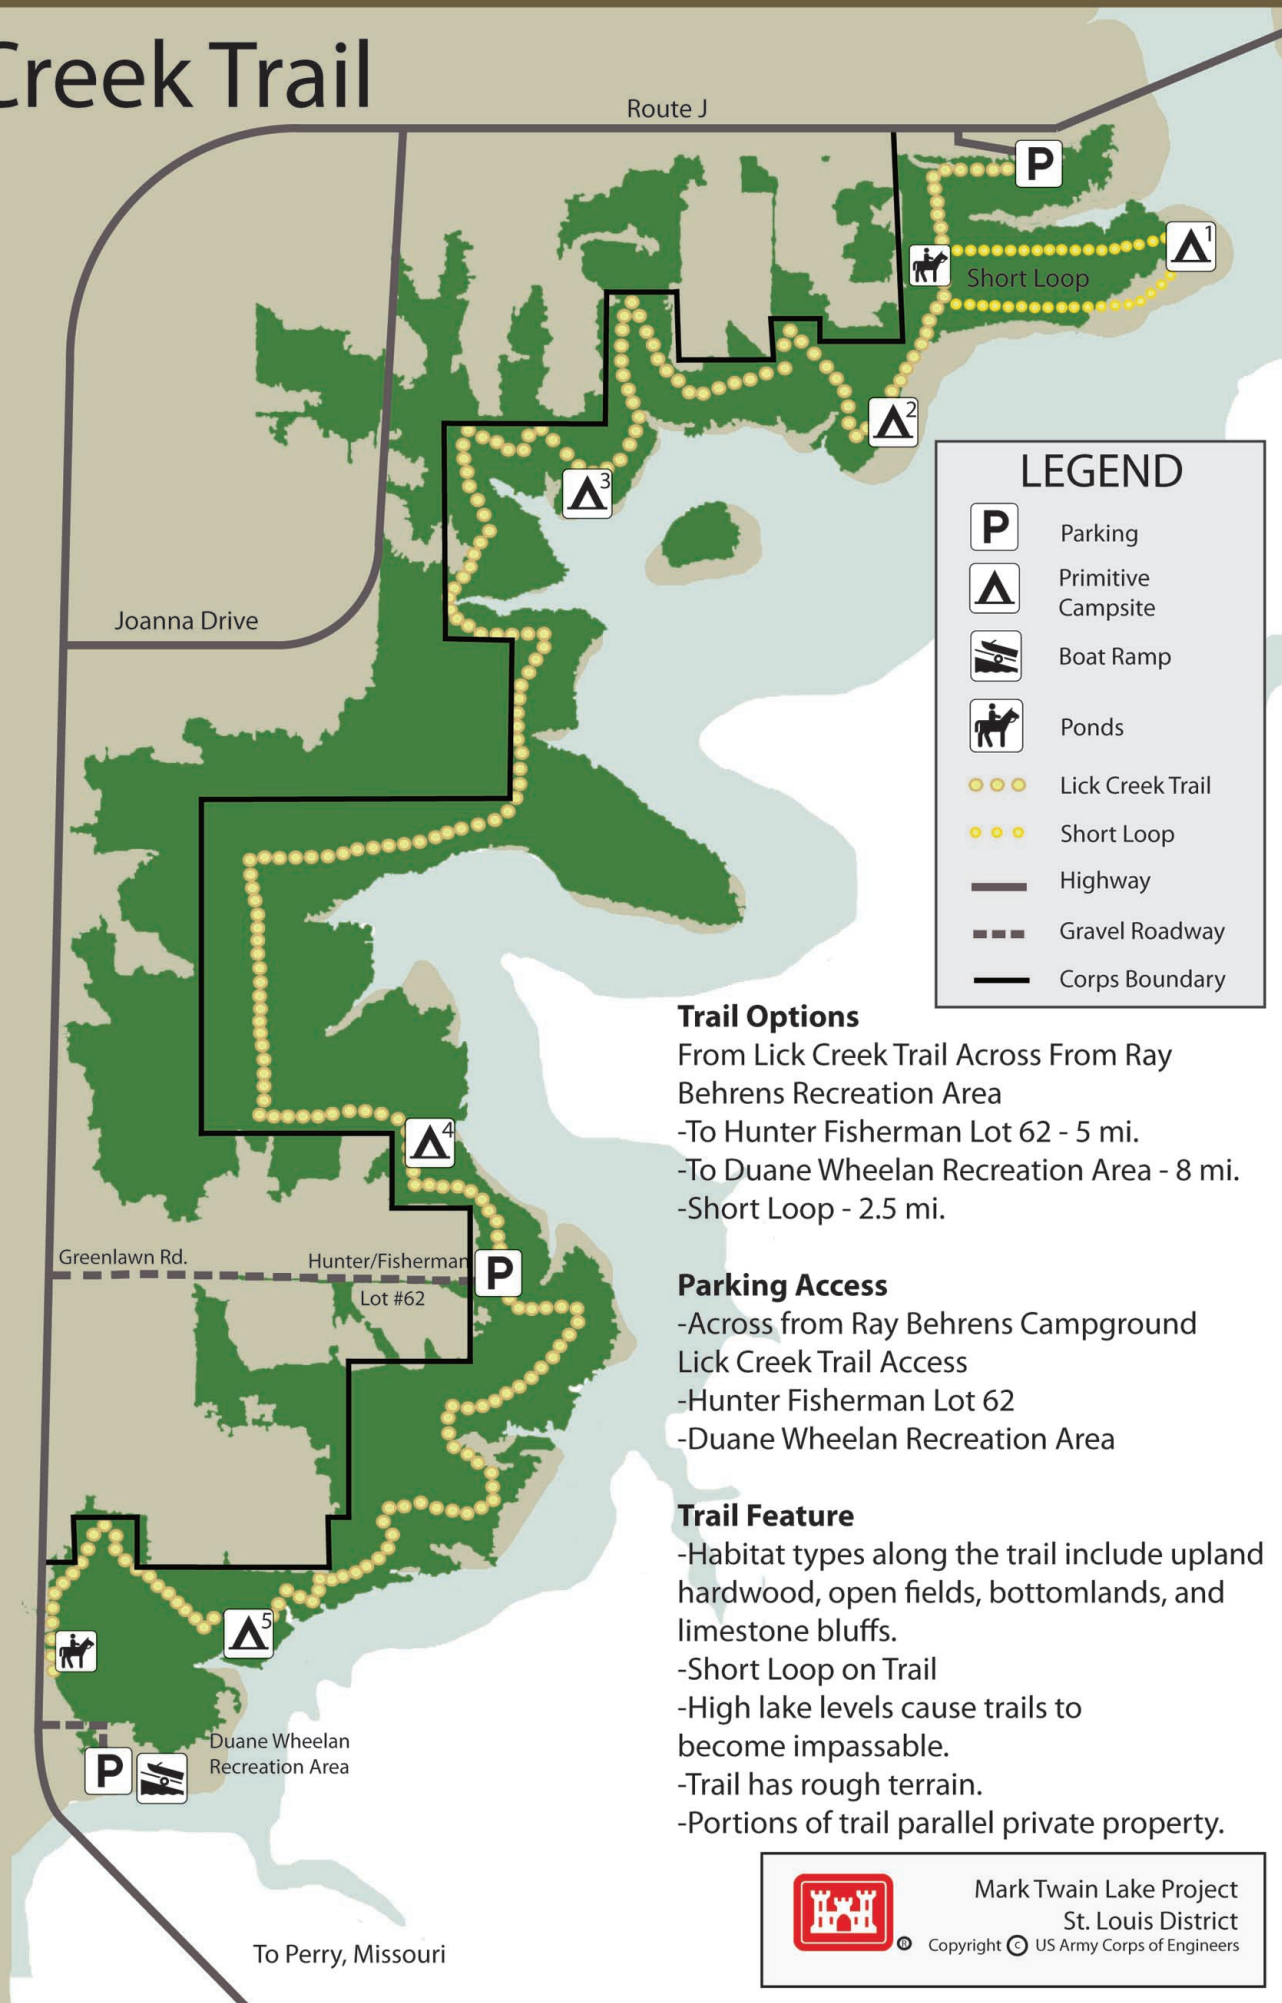 Creek Trail
Route J
P
1
Short Loop
2
3
LEGEND
P Parking
Primitive
Campsite
Boat Ramp
Ponds
Lick Creek Trail
Short Loop
Highway
Gravel Roadway
Corps Boundary
Joanna Drive
Trail Options
From Lick Creek Trail Across From Ray
Behrens Recreation Area
-To Hunter Fisherman Lot 62 - 5 mi.
-To Duane Wheelan Recreation Area - 8 mi.
-Short Loop - 2.5 mi.
4
Greenlawn Rd.
Hunter/Fisherman
P
Lot #62
Parking Access
-Across from Ray Behrens Campground
Lick Creek Trail Access
-Hunter Fisherman Lot 62
-Duane Wheelan Recreation Area
Trail Feature
-Habitat types along the trail include upland
hardwood, open fields, bottomlands, and
limestone bluffs.
-Short Loop on Trail
-High lake levels cause trails to
become impassable.
-Trail has rough terrain.
-Portions of trail parallel private property.
5
Duane Wheelan
Recreation Area
P
To Perry, Missouri
Mark Twain Lake Project
St. Louis District
® Copyright © US Army Corps of Engineers